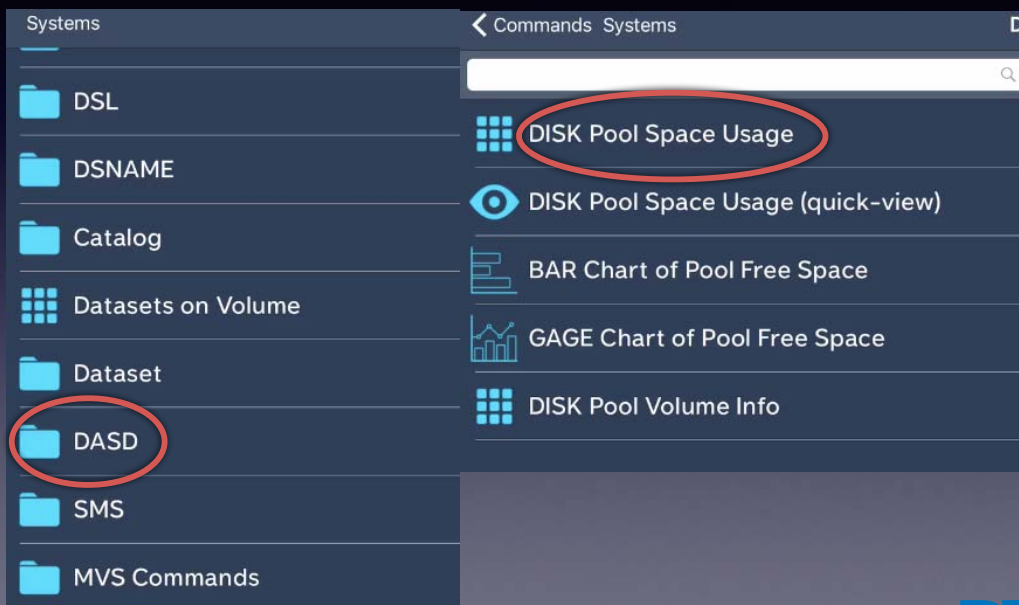 Systems
DSL
DSNAME
Catalog
Datasets on Volume
Dataset
DASD
SMS
MVS Commands
Commands Systems
DISK Pool Space Usage
DISK Pool Space Usage (quick-view)
BAR Chart of Pool Free Space
GAGE Chart of Pool Free Space
DISK Pool Volume Info